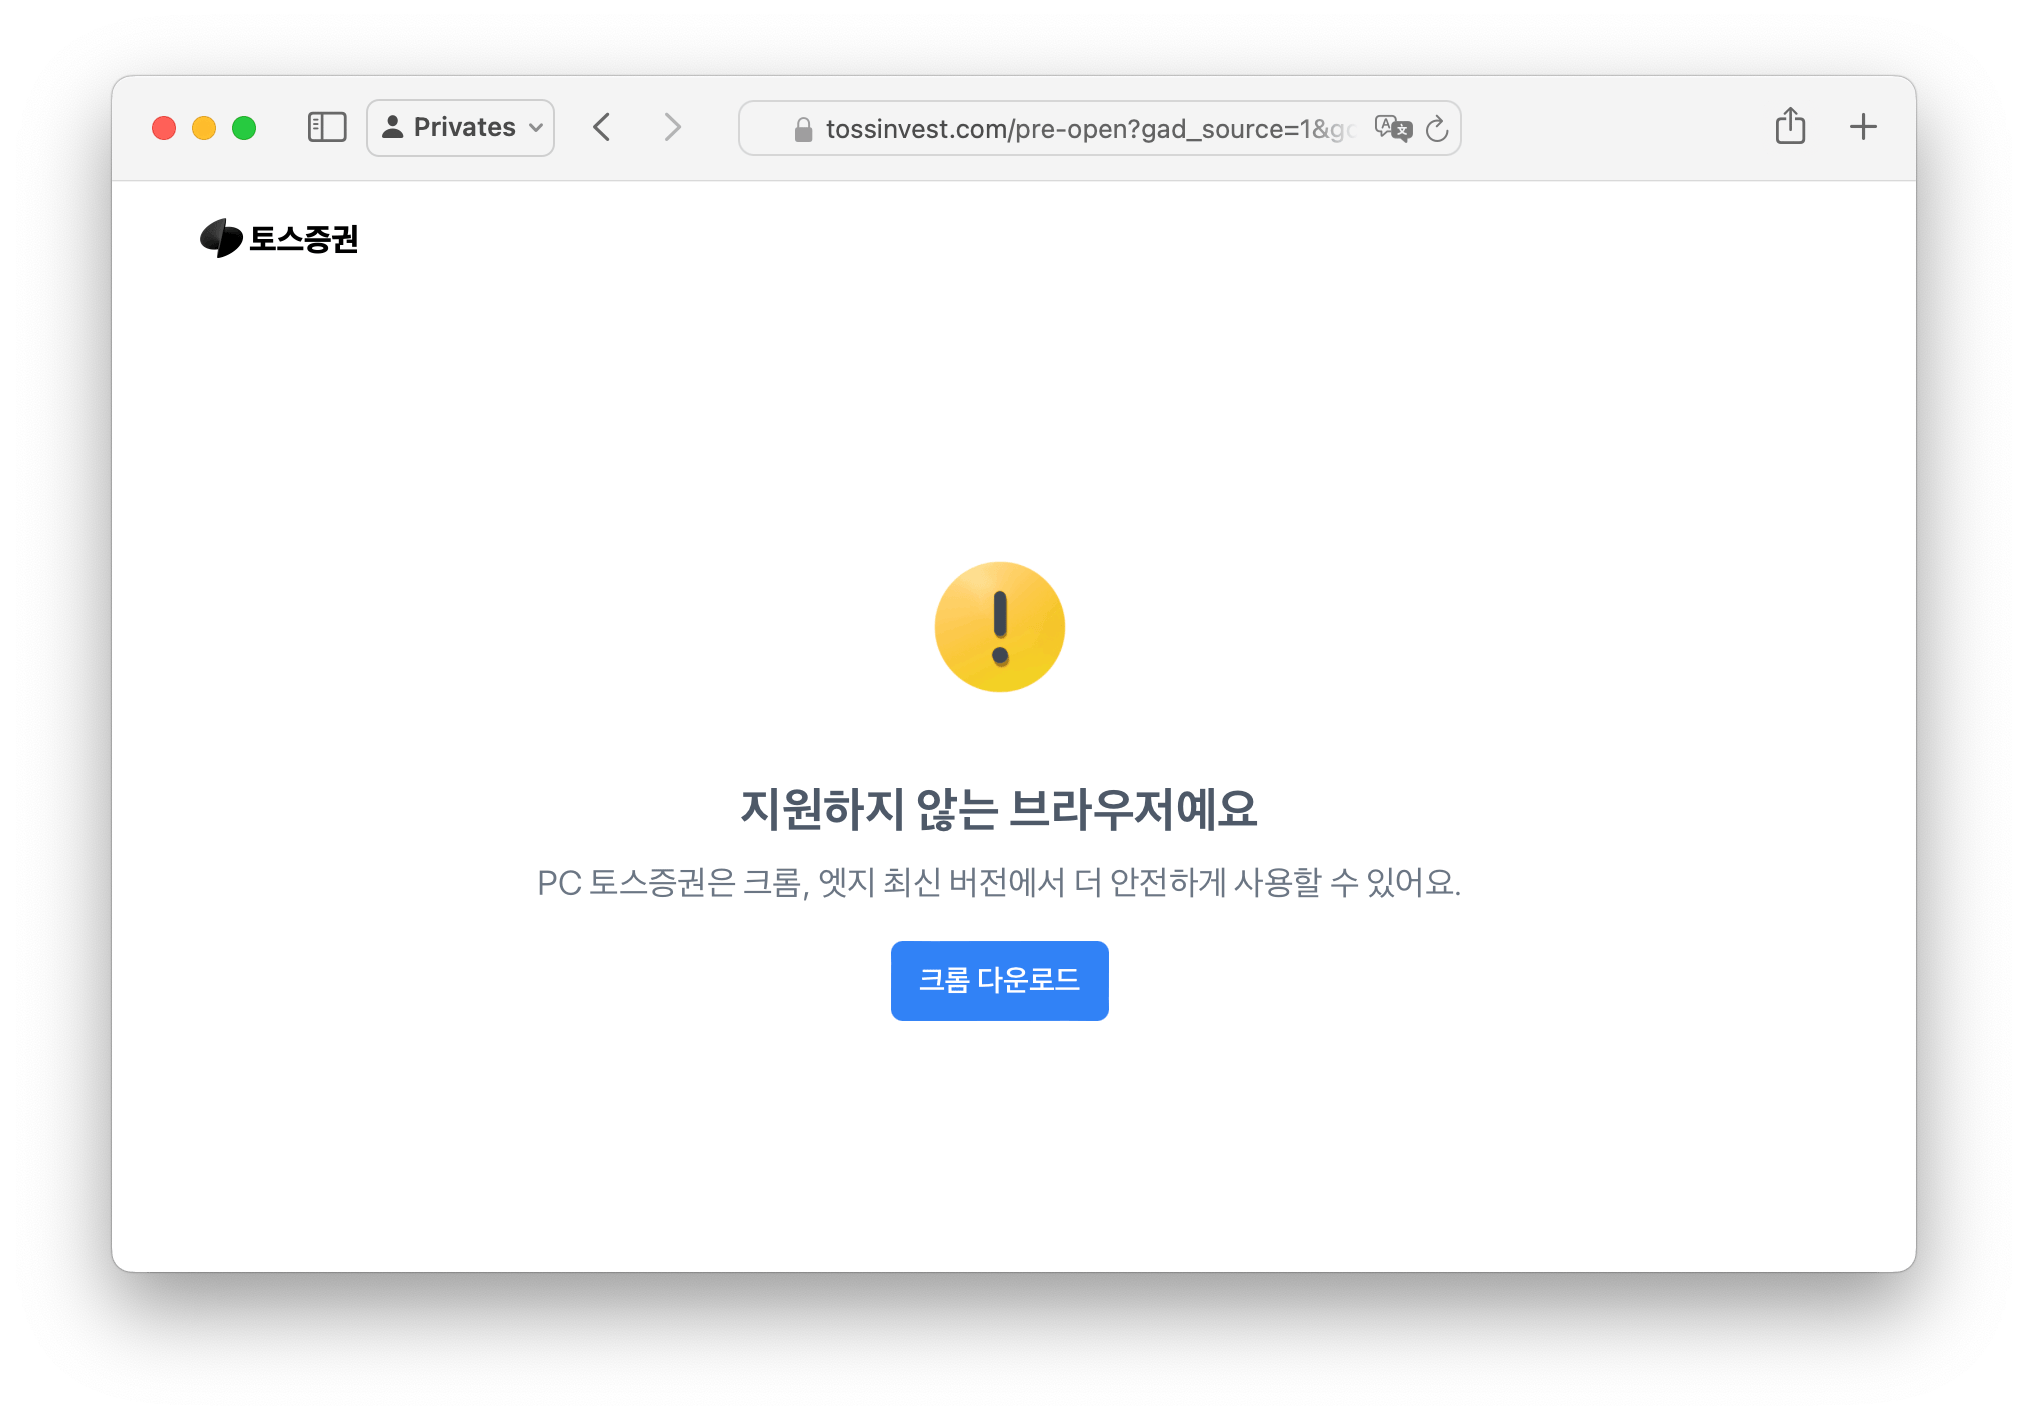 Privates
tossinvest.com/pre-open?gad_source=1&gc
토스증권
지원하지 않는 브라우저예요
PC 토스증권은 크롬, 엣지 최신 버전에서 더 안전하게 사용할 수 있어요.
크롬 다운로드